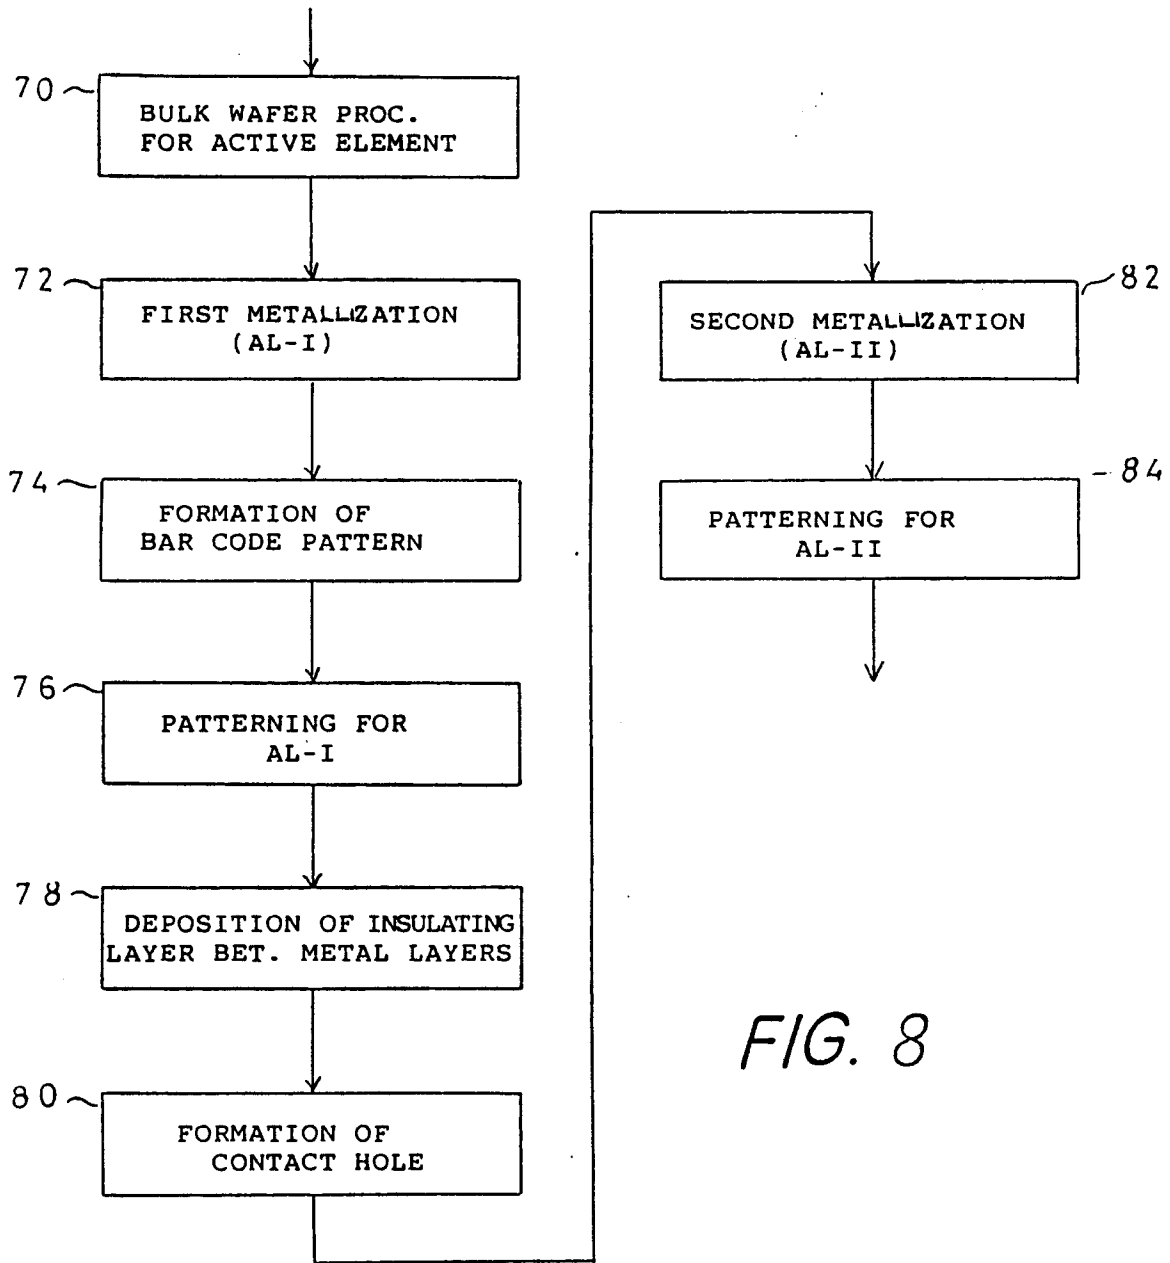 70
BULK WAFER PROC.
FOR ACTIVE ELEMENT
72
FIRST METALLIZATION
(AL-I)
74
FORMATION OF
BAR CODE PATTERN
76
PATTERNING FOR
AL-I
78
DEPOSITION OF INSULATING
LAYER BET. METAL LAYERS
80
FORMATION OF
CONTACT HOLE
82
SECOND METALLIZATION
(AL-II)
84
PATTERNING FOR
AL-II
FIG. 8